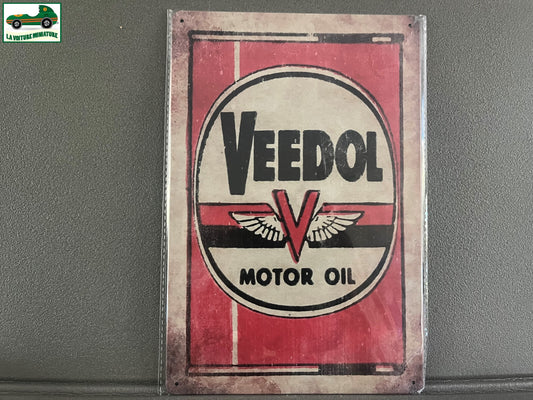 LA VOITURE MINIATURE
VEEDOL
V
MOTOR OIL